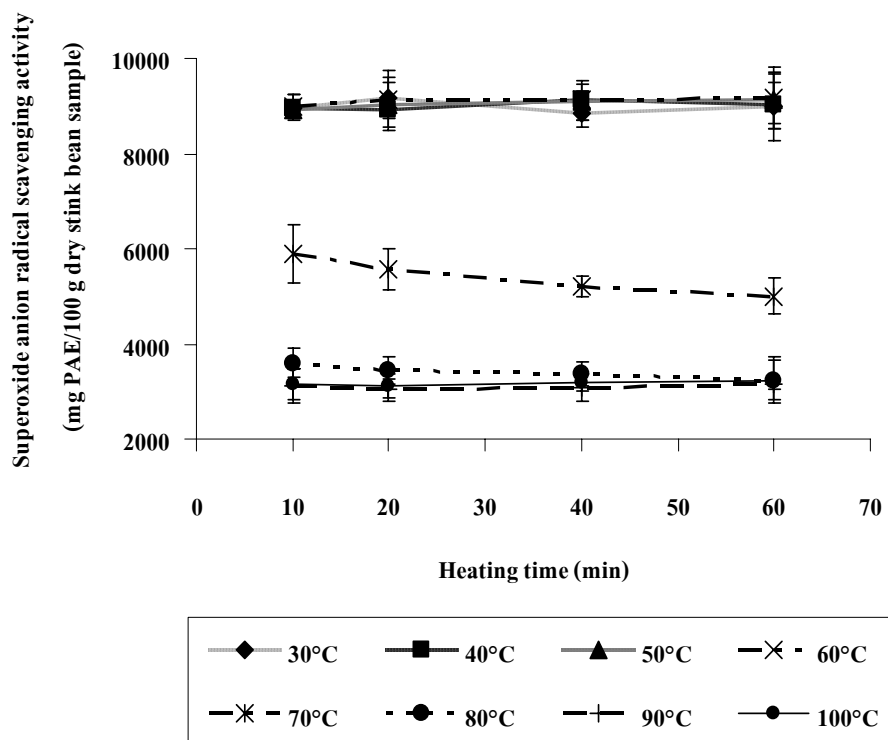 Superoxide anion radical scavenging activity
(mg PAE/100 g dry stink bean sample)
10000
8000
6000
4000
2000
0 10 20 30 40 50 60 70
Heating time (min)
30°C 40°C 50°C 60°C
70°C 80°C 90°C 100°C